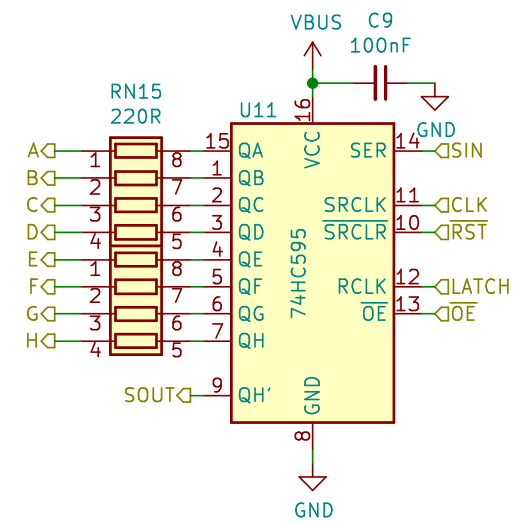 VBUS
C9
100nF
GND
RN15
220R
U11
16
VCC
A 1 8 15 QA
B 2 7 1 QB
C 3 6 2 QC
D 4 5 3 QD
E 1 8 4 QE
F 2 7 5 QF
G 3 6 6 QG
H 4 5 7 QH
SOUT 9 QH'
74HC595
SER 14 SIN
SRCLK 11 CLK
SRCLR 10 RST
RCLK 12 LATCH
OE 13 OE
GND
8
GND